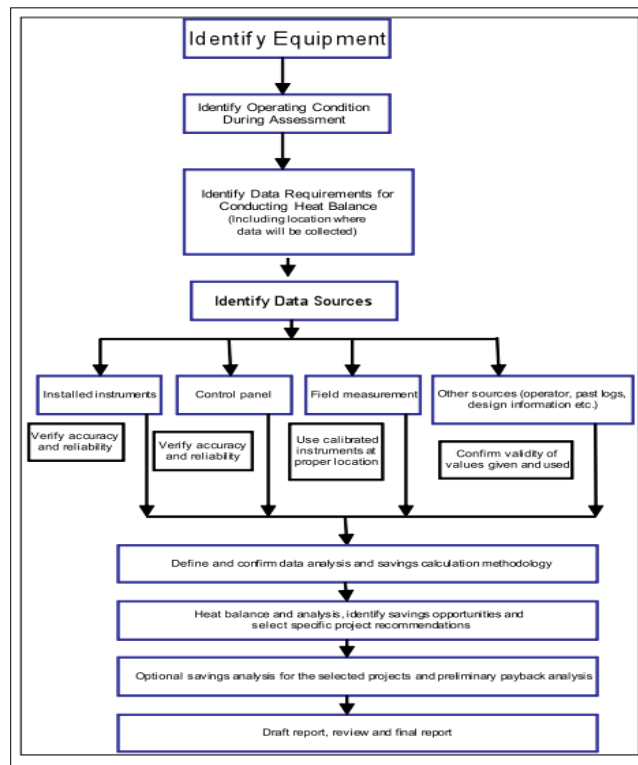 Identify Equipment
Identify Operating Condition
During Assessment
Identify Data Requirements for
Conducting Heat Balance
(Including location where
data will be collected)
Identify Data Sources
Installed instruments
Control panel
Field measurement
Other sources (operator, past logs,
design information etc.)
Verify accuracy
and reliability
Verify accuracy
and reliability
Use calibrated
instruments at
proper location
Confirm validity of
values given and used
Define and confirm data analysis and savings calculation methodology
Heat balance and analysis, identify savings opportunities and
select specific project recommendations
Optional savings analysis for the selected projects and preliminary payback analysis
Draft report, review and final report